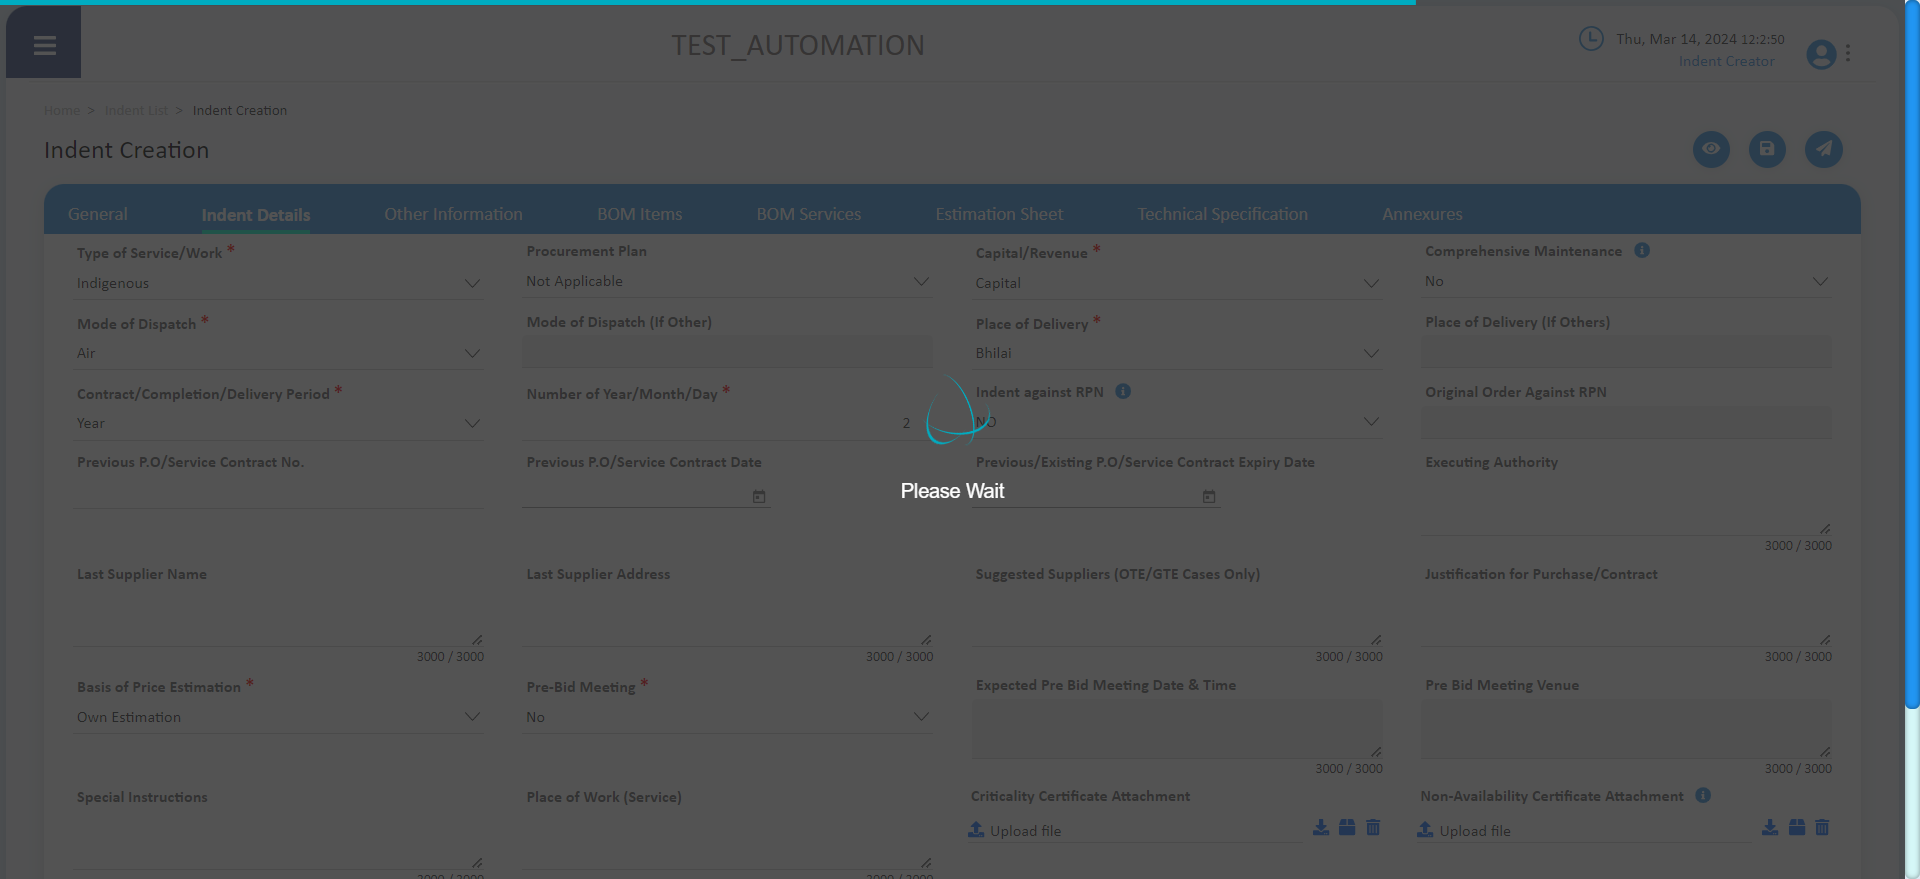 TEST_AUTOMATION
Thu, Mar 14, 2024 12:2:50
Indent Creator
Home > Indent List > Indent Creation
Indent Creation
General Indent Details Other Information BOM Items BOM Services Estimation Sheet Technical Specification Annexures
Type of Service/Work * Procurement Plan Capital/Revenue * Comprehensive Maintenance
Indigenous Not Applicable Capital No
Mode of Dispatch * Mode of Dispatch (If Other) Place of Delivery * Place of Delivery (If Others)
Air Bhilai
Contract/Completion/Delivery Period * Number of Year/Month/Day * Indent against RPN Original Order Against RPN
Year 2 NO
Previous P.O/Service Contract No. Previous P.O/Service Contract Date Previous/Existing P.O/Service Contract Expiry Date Executing Authority
Please Wait
3000 / 3000
Last Supplier Name Last Supplier Address Suggested Suppliers (OTE/GTE Cases Only) Justification for Purchase/Contract
3000 / 3000 3000 / 3000 3000 / 3000 3000 / 3000
Basis of Price Estimation * Pre-Bid Meeting * Expected Pre Bid Meeting Date & Time Pre Bid Meeting Venue
Own Estimation No
3000 / 3000 3000 / 3000
Special Instructions Place of Work (Service) Criticality Certificate Attachment Non-Availability Certificate Attachment
Upload file Upload file
3000 / 3000 3000 / 3000